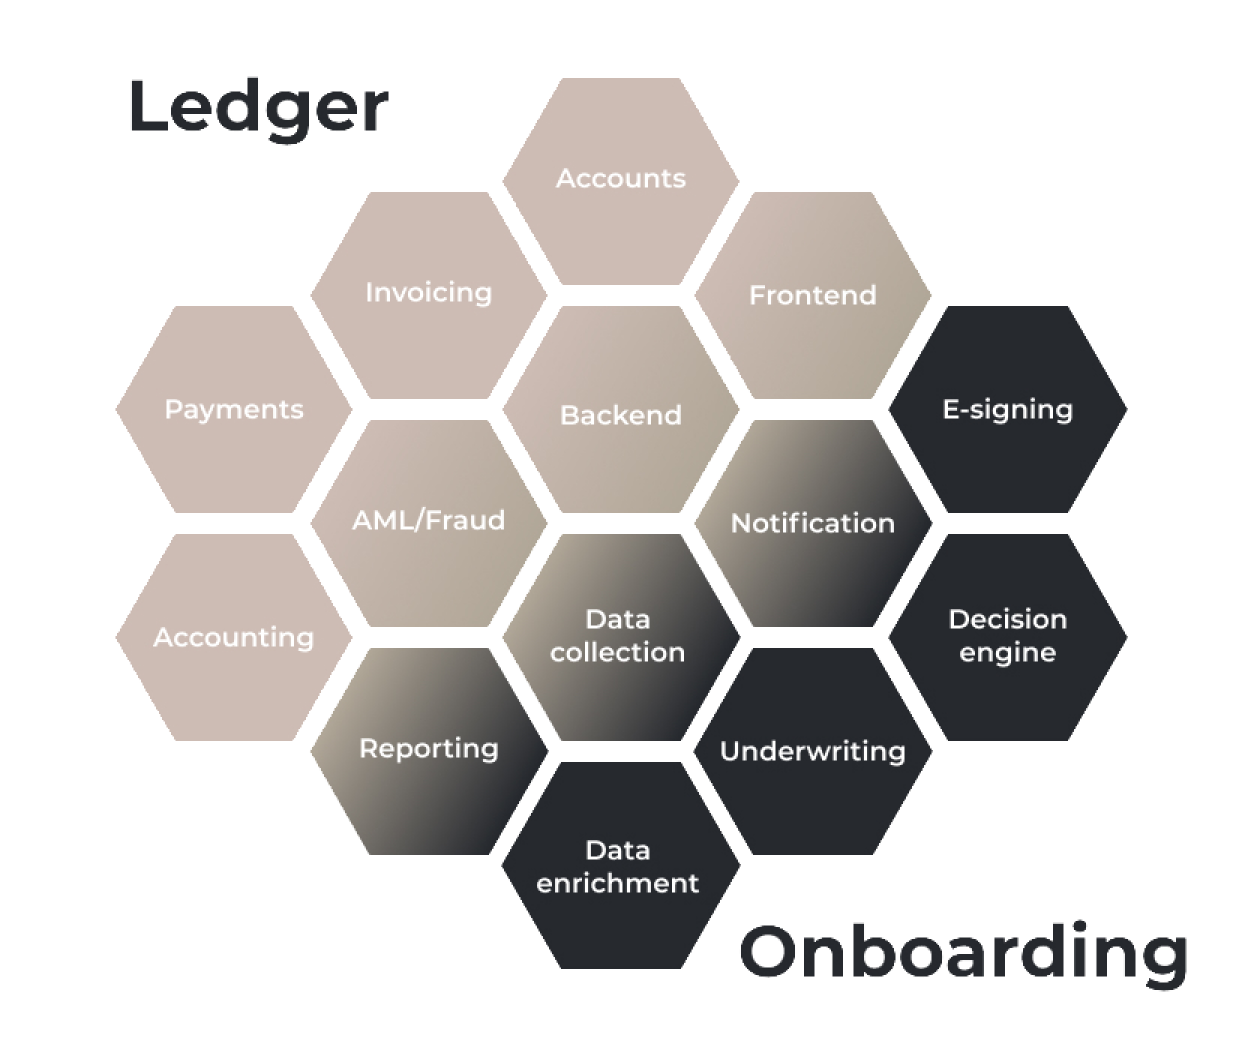 Ledger
Accounts
Invoicing
Frontend
Payments
Backend
E-signing
AML/Fraud
Notification
Accounting
Data
collection
Decision
engine
Reporting
Underwriting
Data
enrichment
Onboarding